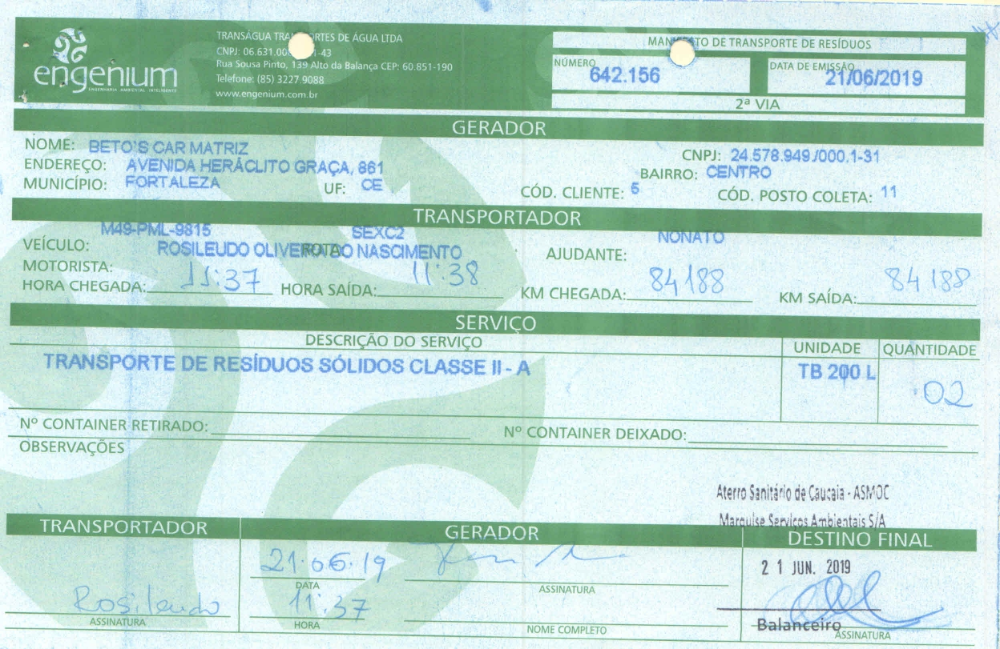 engenium
ENGENHARIA AMBIENTAL INTELIGENTE
TRANSÁGUA TRA RTES DE ÁGUA LTDA
CNPJ: 06.631.00 -43
Rua Sousa Pinto, 139 Alto da Balança CEP: 60.851-190
Telefone: (85) 3227.9088
www.engenium.com.br
MANIFESTO DE TRANSPORTE DE RESÍDUOS
NÚMERO 642.156
DATA DE EMISSÃO 21/06/2019
2ª VIA
GERADOR
NOME: BETO'S CAR MATRIZ
CNPJ: 24.578.949/000.1-31
ENDEREÇO: AVENIDA HERÁCLITO GRAÇA, 861
BAIRRO: CENTRO
MUNICÍPIO: FORTALEZA UF: CE
CÓD. CLIENTE: 5 CÓD. POSTO COLETA: 11
TRANSPORTADOR
VEÍCULO: M49-PML-9815 ROTA: SEXC2
AJUDANTE: NONATO
MOTORISTA: ROSILEUDO OLIVEIRA DO NASCIMENTO
HORA CHEGADA: 11:37 HORA SAÍDA: 11:38 KM CHEGADA: 84188 KM SAÍDA: 84188
SERVIÇO
DESCRIÇÃO DO SERVIÇO UNIDADE QUANTIDADE
TRANSPORTE DE RESÍDUOS SÓLIDOS CLASSE II - A TB 200 L 02
Nº CONTAINER RETIRADO: Nº CONTAINER DEIXADO:
OBSERVAÇÕES
Aterro Sanitário de Caucaia - ASMOC
Marquise Serviços Ambientais S/A
TRANSPORTADOR GERADOR DESTINO FINAL
21.06.19
DATA
ASSINATURA
21 JUN. 2019
Rosileudo
ASSINATURA
11:37
HORA
NOME COMPLETO
Balanceiro
ASSINATURA